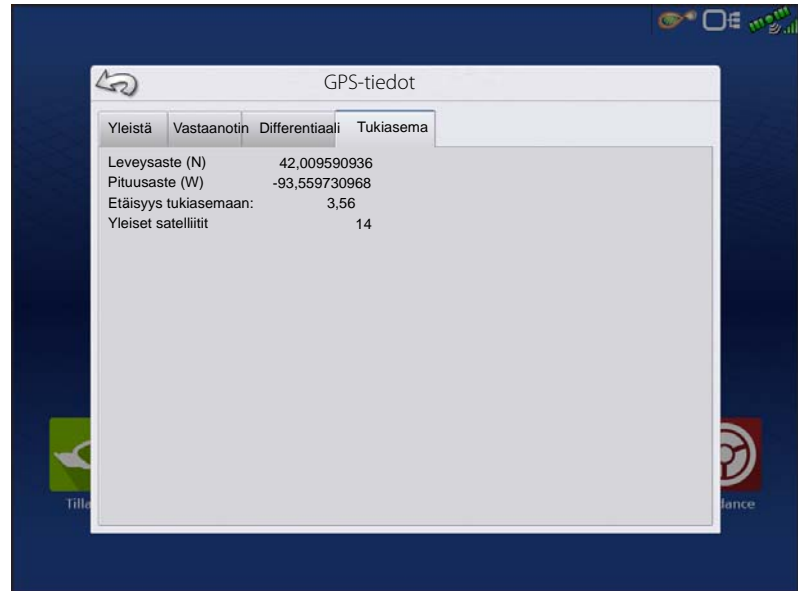 GPS-tiedot
Yleistä Vastaanotin Differentiaali Tukiasema
Leveysaste (N) 42,009590936
Pituusaste (W) -93,559730968
Etäisyys tukiasemaan: 3,56
Yleiset satelliitit 14
Tilla
dance